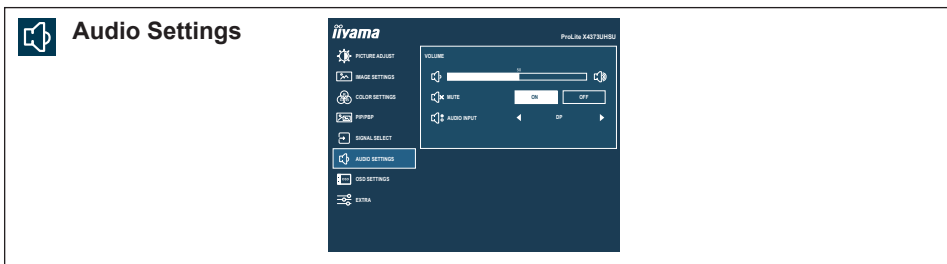 Audio Settings
iiyama
ProLite X4373UHSU
PICTURE ADJUST
VOLUME
IMAGE SETTINGS
COLOR SETTINGS
MUTE
ON
OFF
PIP/PBP
AUDIO INPUT
DP
SIGNAL SELECT
AUDIO SETTINGS
OSD SETTINGS
EXTRA